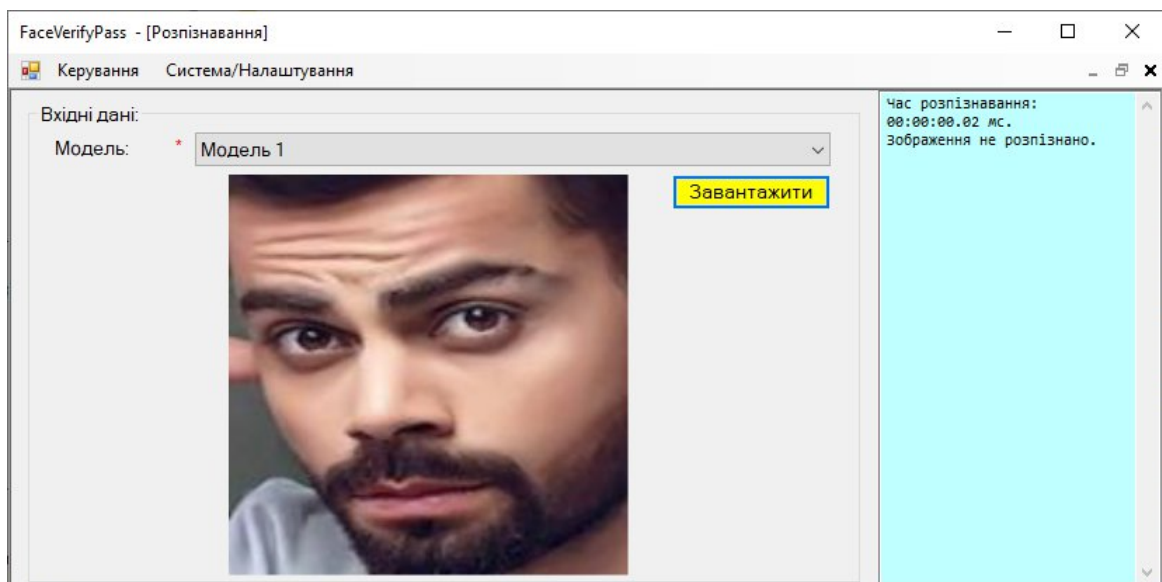 FaceVerifyPass - [Розпізнавання]
Керування Система/Налаштування
Вхідні дані:
Модель: * Модель 1
Завантажити
Час розпізнавання:
00:00:00.02 мс.
Зображення не розпізнано.